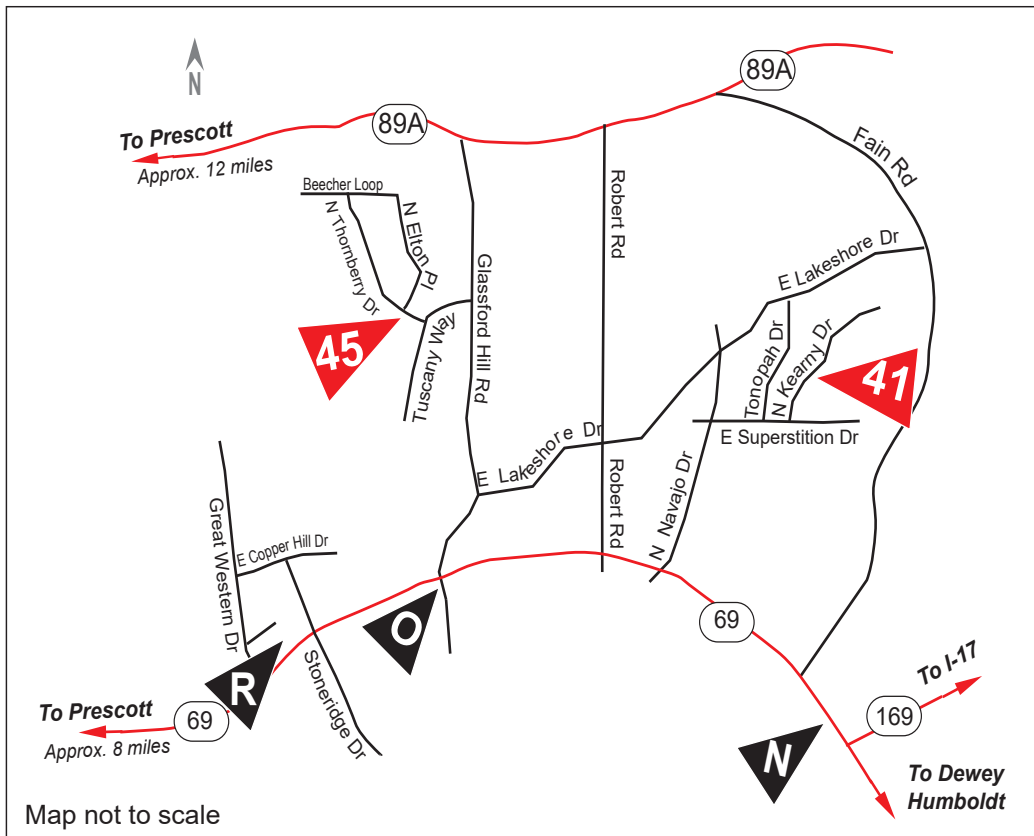 N
89A
89A
To Prescott
Approx. 12 miles
Fain Rd
Beecher Loop
N Thornberry Dr
N Elton Pl
Glassford Hill Rd
Robert Rd
E Lakeshore Dr
45
Tuscany Way
Tonopah Dr
N Kearny Dr
41
E Superstition Dr
E Lakeshore Dr
Robert Rd
N Navajo Dr
Great Western Dr
E Copper Hill Dr
O
69
R
Stoneridge Dr
To I-17
To Prescott
69
169
Approx. 8 miles
N
To Dewey
Humboldt
Map not to scale